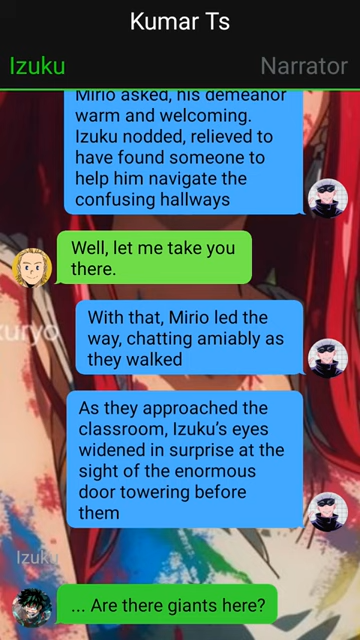 Kumar Ts
Izuku
Narrator
Mirio asked, his demeanor
warm and welcoming.
Izuku nodded, relieved to
have found someone to
help him navigate the
confusing hallways
Well, let me take you
there.
With that, Mirio led the
way, chatting amiably as
they walked
As they approached the
classroom, Izuku's eyes
widened in surprise at the
sight of the enormous
door towering before
them
Izuku
... Are there giants here?